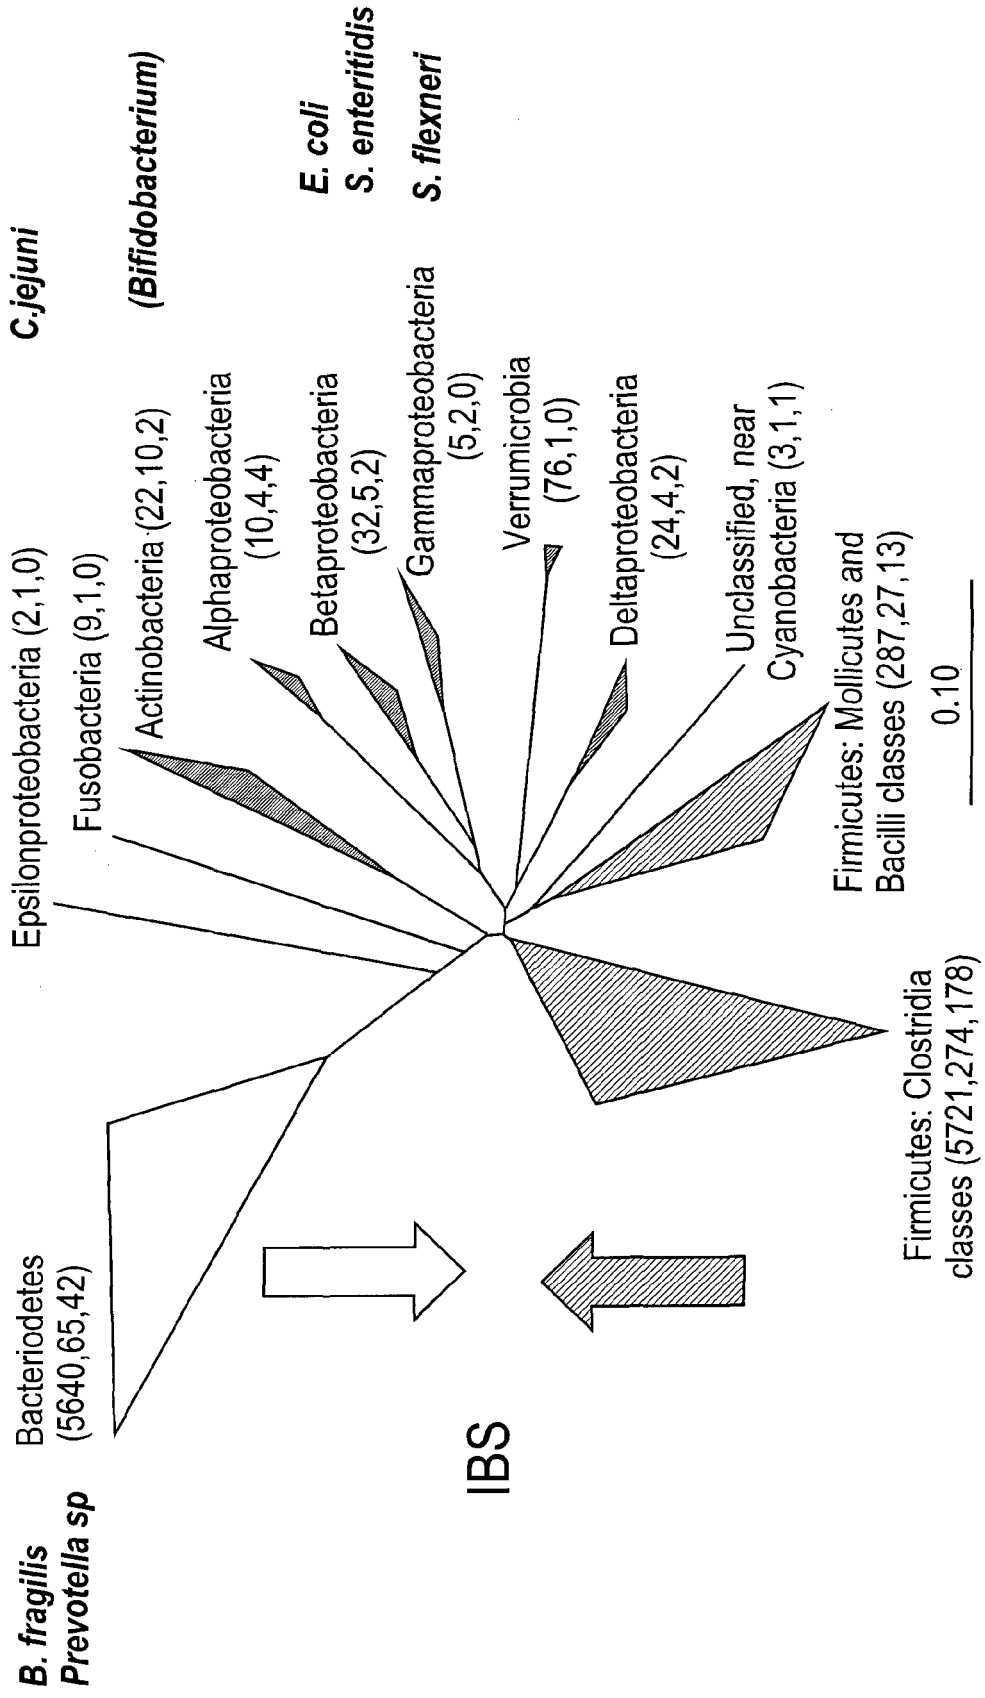 B. fragilis
Prevotella sp
Bacteriodetes
(5640,65,42)
Epsilonproteobacteria (2,1,0)
C.jejuni
Fusobacteria (9,1,0)
Actinobacteria (22,10,2)
(Bifidobacterium)
Alphaproteobacteria
(10,4,4)
Betaproteobacteria
(32,5,2)
E. coli
S. enteritidis
S. flexneri
Gammaproteobacteria
(5,2,0)
Verrumicrobia
(76,1,0)
Deltaproteobacteria
(24,4,2)
Unclassified, near
Cyanobacteria (3,1,1)
Firmicutes: Mollicutes and
Bacilli classes (287,27,13)
0.10
Firmicutes: Clostridia
classes (5721,274,178)
IBS